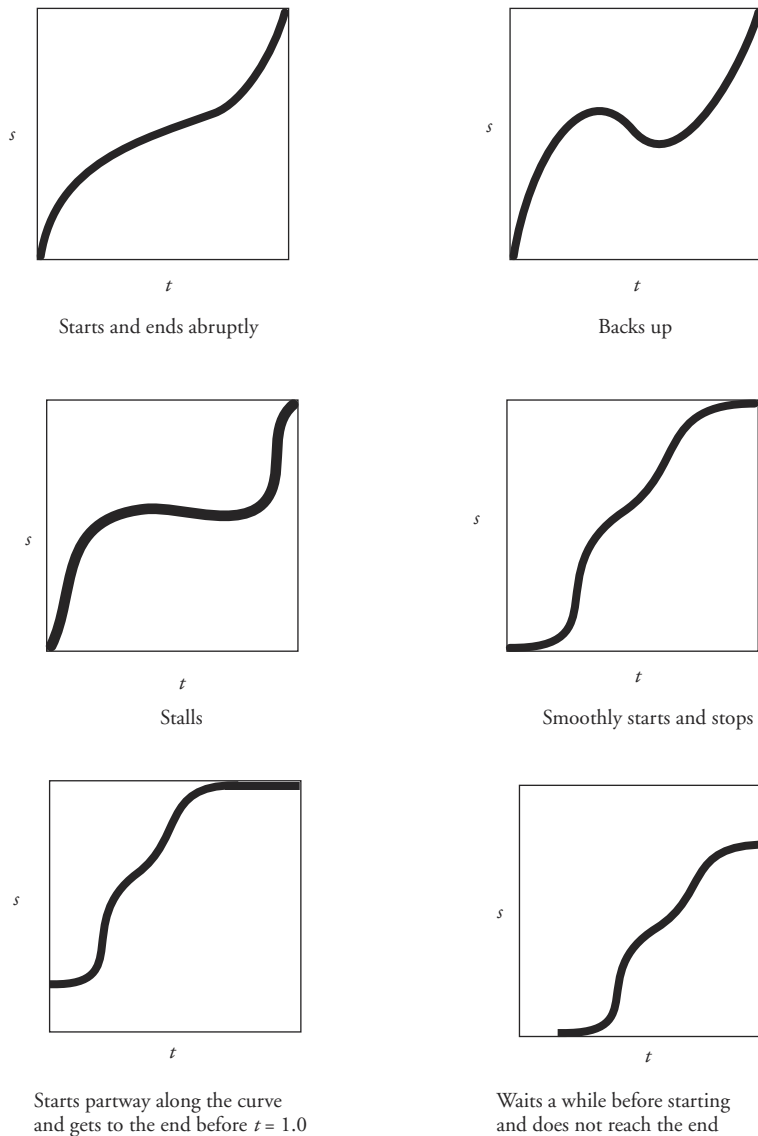 s
t
Starts and ends abruptly
s
t
Backs up
s
t
Stalls
s
t
Smoothly starts and stops
s
t
Starts partway along the curve
and gets to the end before t = 1.0
s
t
Waits a while before starting
and does not reach the end